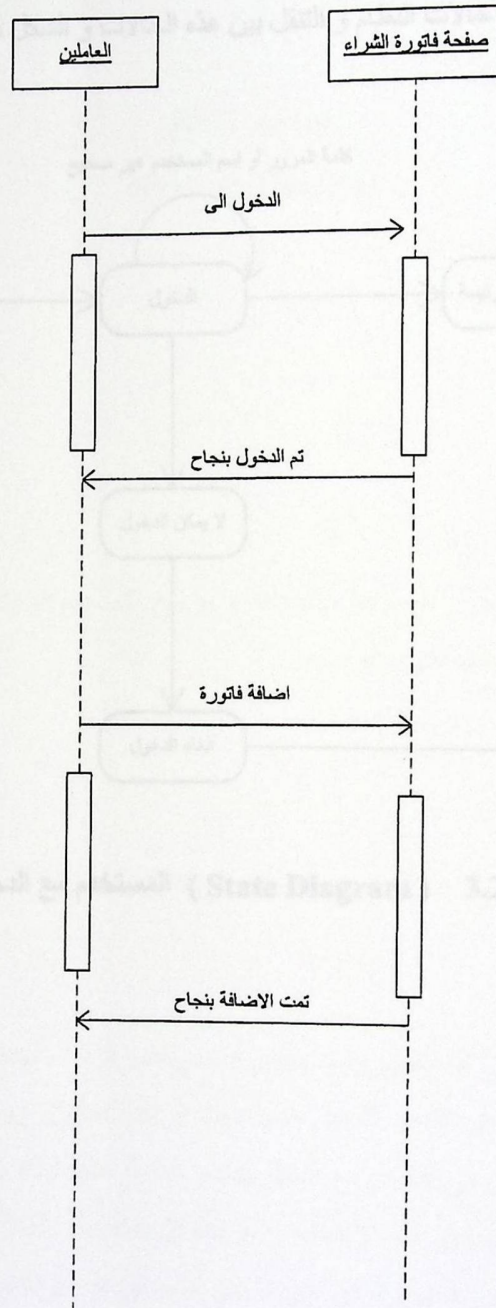 صفحة فاتورة الشراء
العاملين
الدخول الى
تم الدخول بنجاح
اضافة فاتورة
تمت الاضافة بنجاح